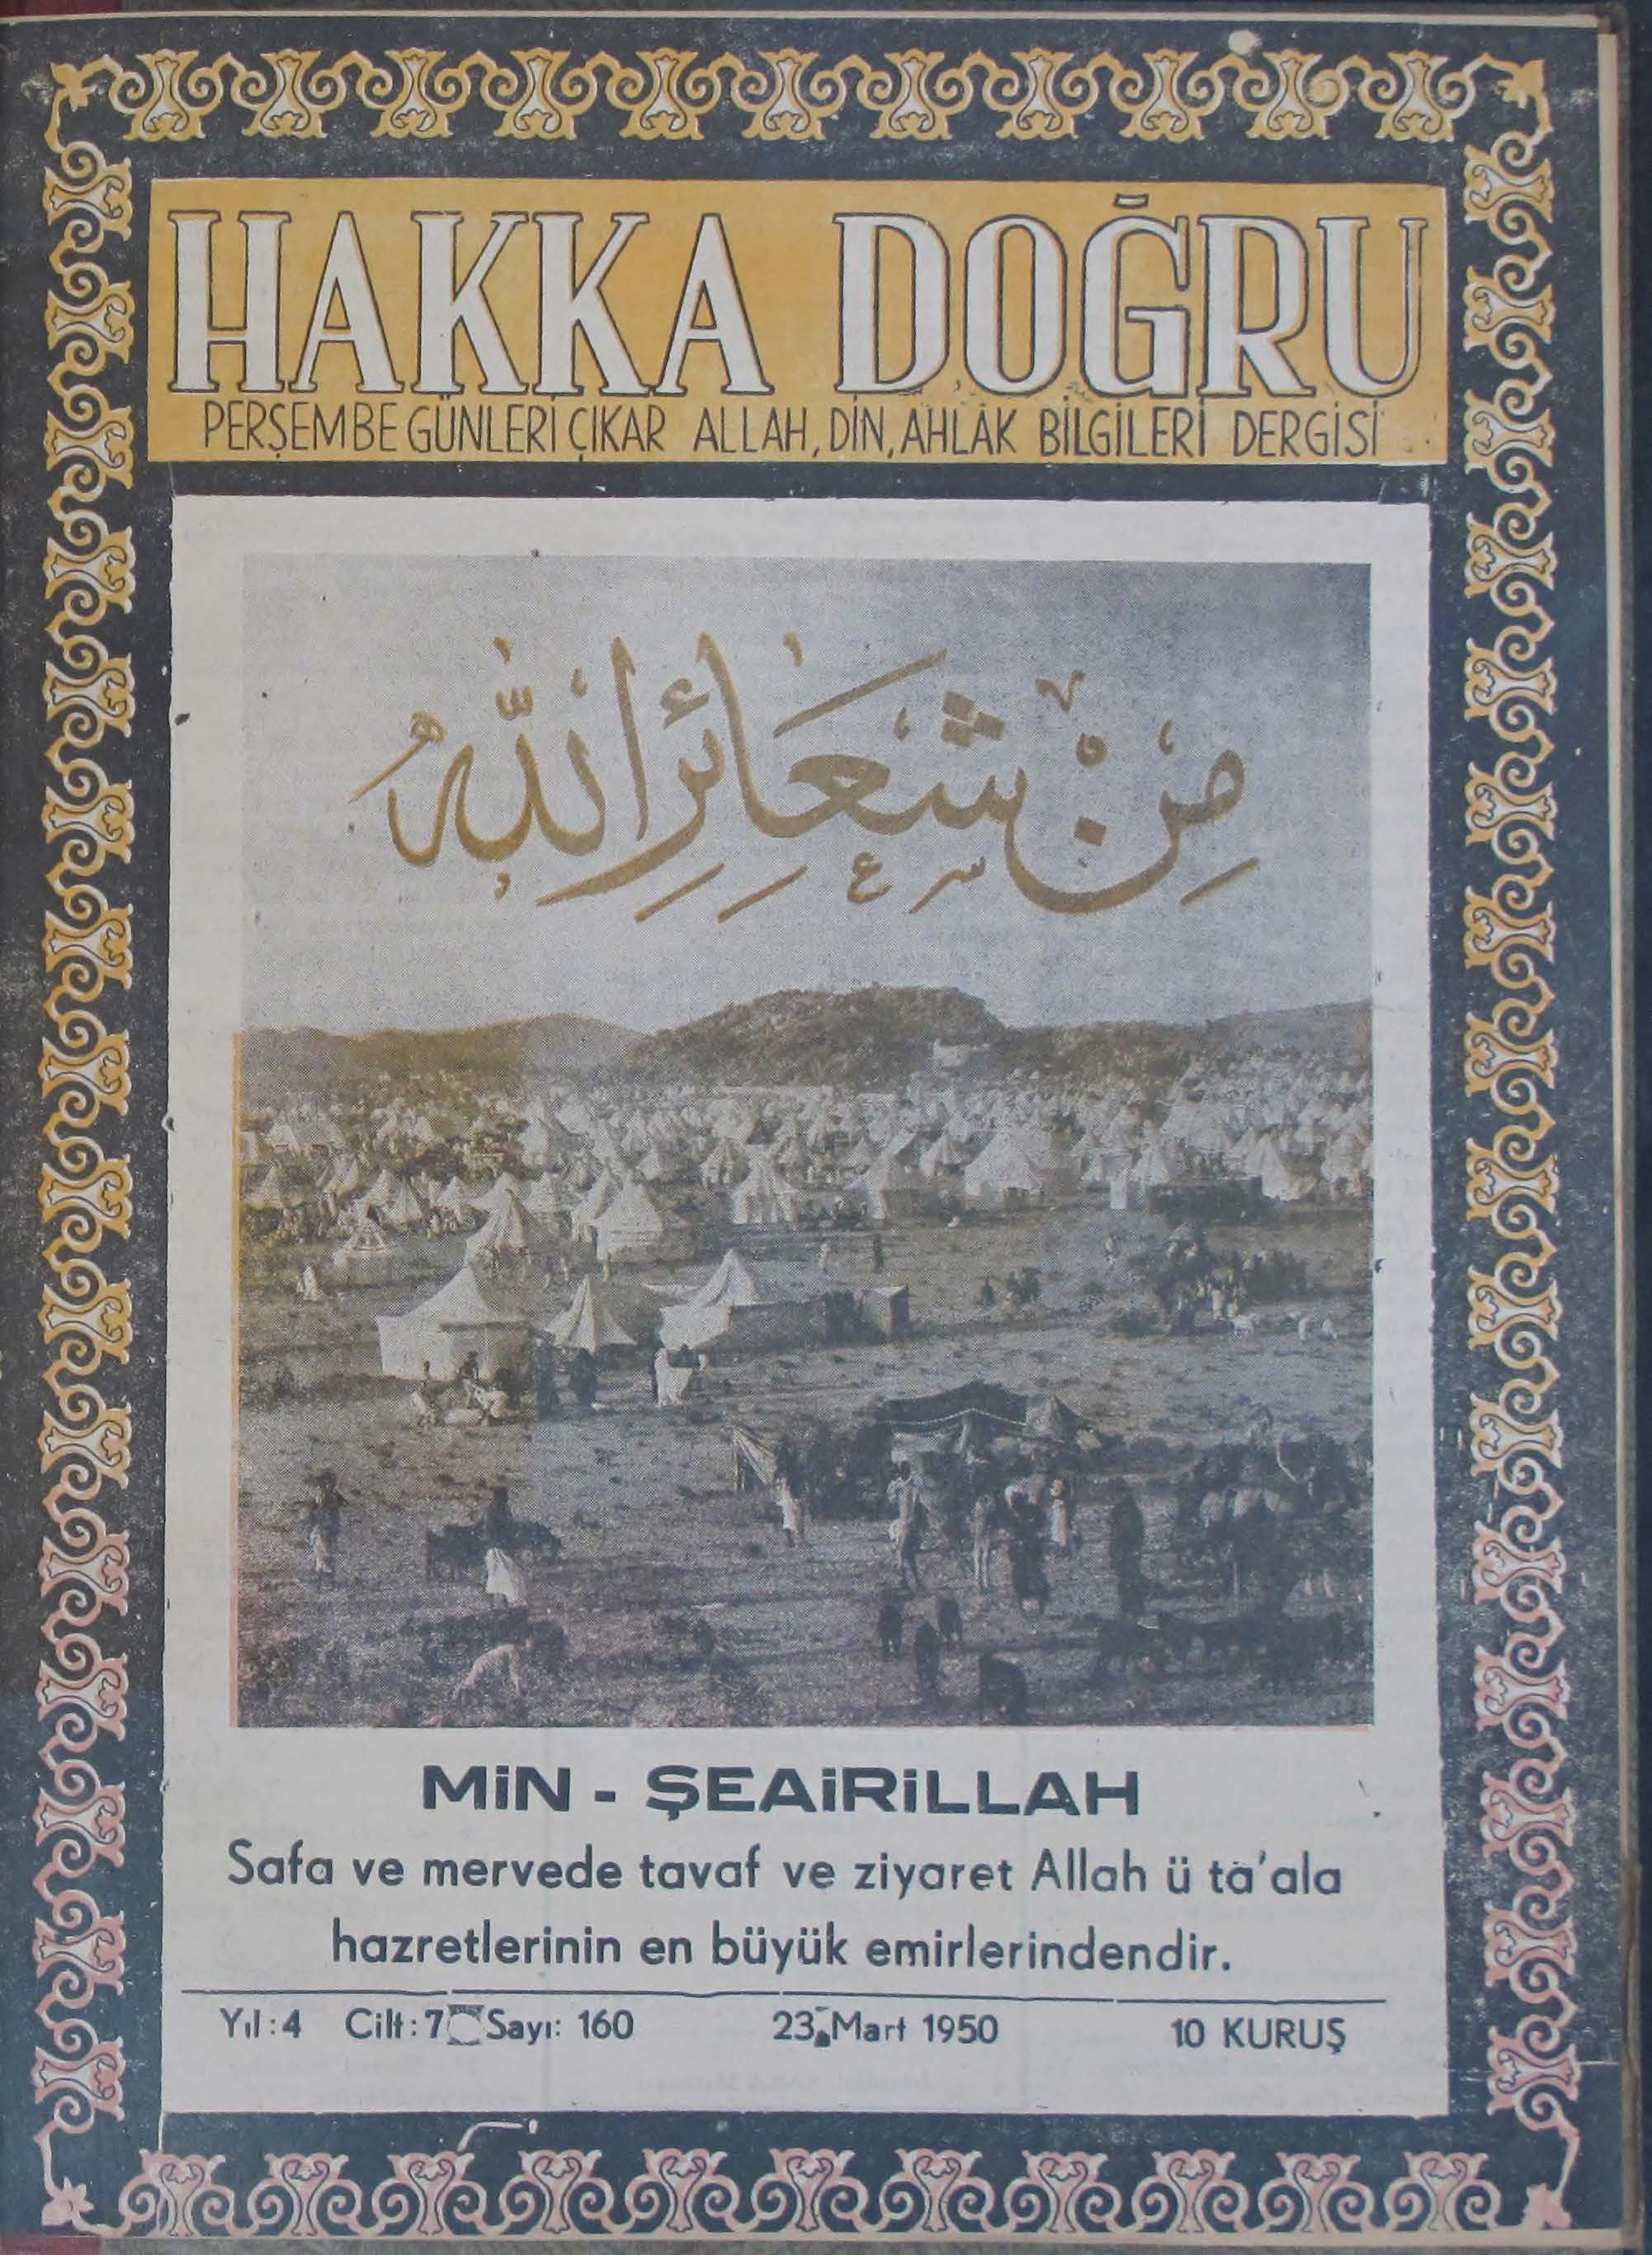 HAKKA DOĞRU
PERŞEMBE GÜNLERİ ÇIKAR ALLAH, DİN, AHLÂK BİLGİLERİ DERGİSİ
مِنْ شَعَائِرِ اللّٰهِ
MİN - ŞEAİRİLLAH
Safa ve mervede tavaf ve ziyaret Allah ü tà'ala
hazretlerinin en büyük emirlerindendir.
Yıl: 4 Cilt: 7 Sayı: 160 23 Mart 1950 10 KURUŞ